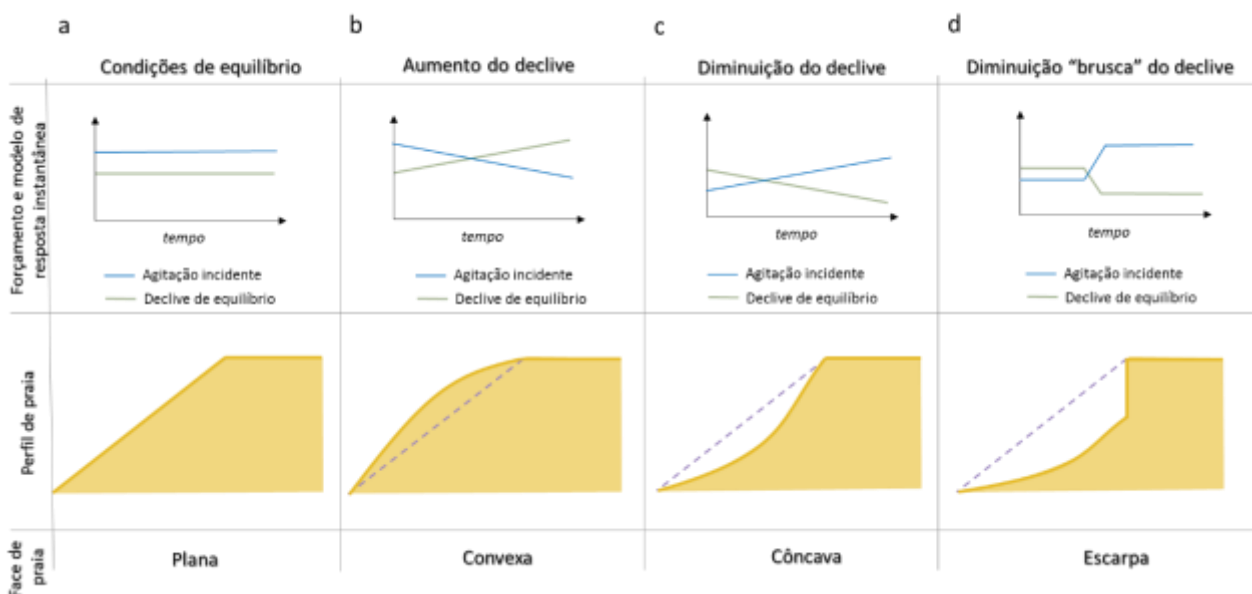 a
b
c
d
Condições de equilíbrio
Aumento do declive
Diminuição do declive
Diminuição “brusca” do declive
Forçamento e modelo de
resposta instantânea
tempo
tempo
tempo
tempo
Agitação incidente
Declive de equilíbrio
Agitação incidente
Declive de equilíbrio
Agitação incidente
Declive de equilíbrio
Agitação incidente
Declive de equilíbrio
Perfil de praia
Face de
praia
Plana
Convexa
Côncava
Escarpa